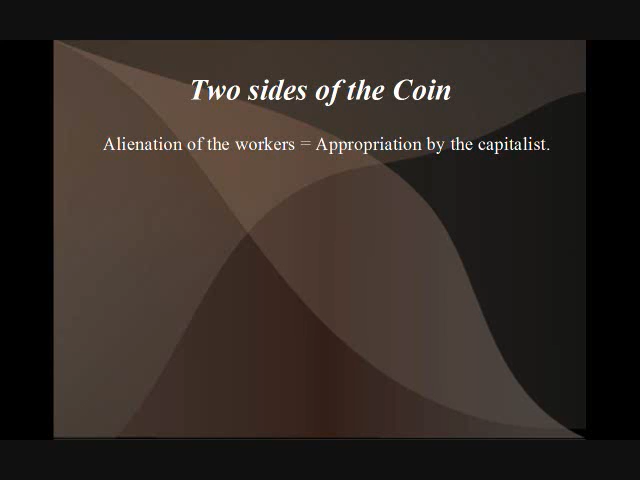 Two sides of the Coin
Alienation of the workers = Appropriation by the capitalist.